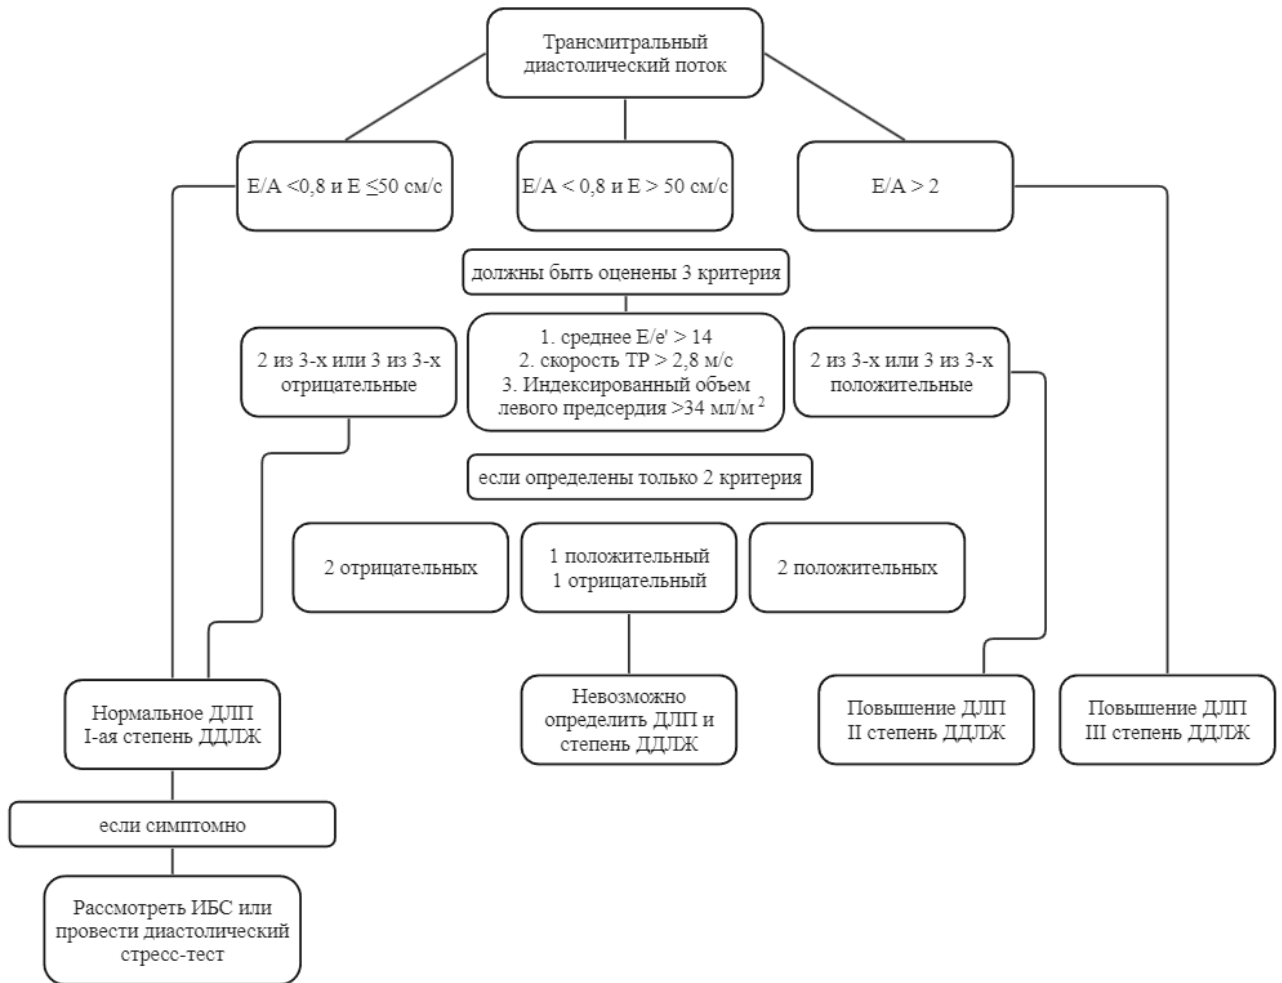 Трансмитральный
диастолический поток
Е/А <0,8 и Е ≤50 см/с
Е/А < 0,8 и Е > 50 см/с
Е/А > 2
должны быть оценены 3 критерия
2 из 3-х или 3 из 3-х
отрицательные
1. среднее Е/е' > 14
2. скорость ТР > 2,8 м/с
3. Индексированный объем
левого предсердия >34 мл/м²
2 из 3-х или 3 из 3-х
положительные
если определены только 2 критерия
2 отрицательных
1 положительный
1 отрицательный
2 положительных
Нормальное ДЛП
I-ая степень ДДЛЖ
Невозможно
определить ДЛП и
степень ДДЛЖ
Повышение ДЛП
II степень ДДЛЖ
Повышение ДЛП
III степень ДДЛЖ
если симптомно
Рассмотреть ИБС или
провести диастолический
стресс-тест